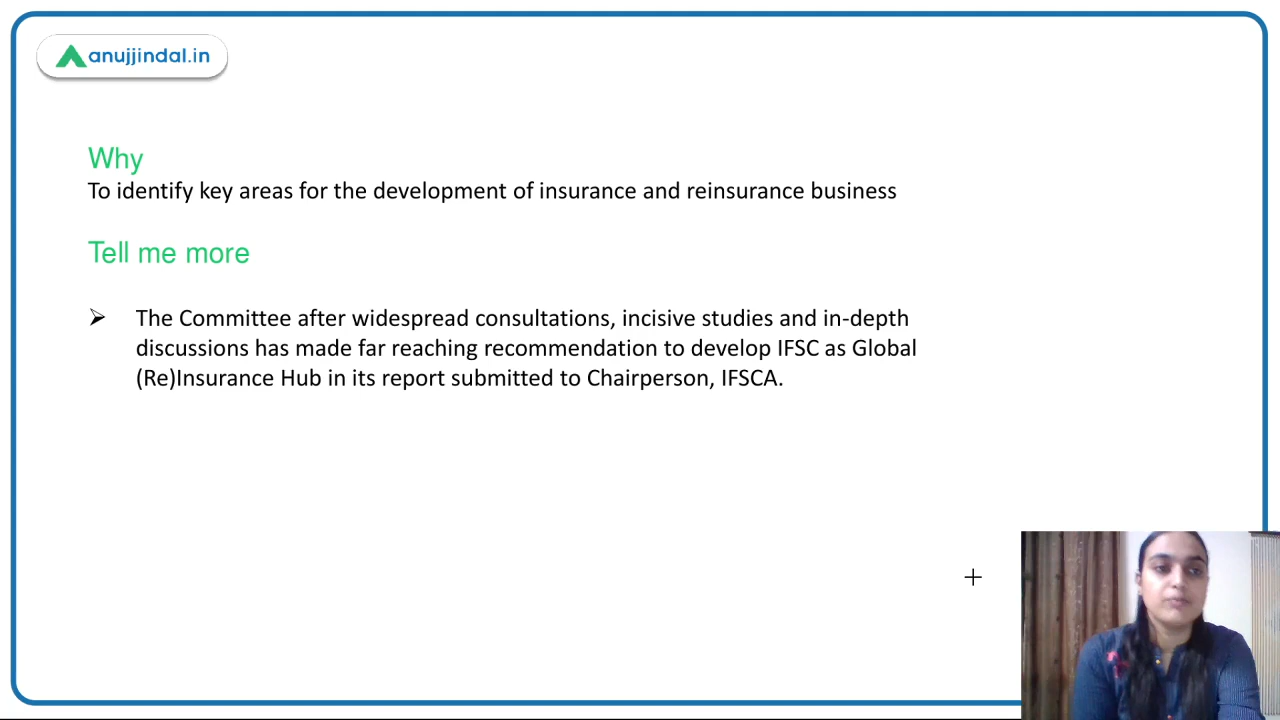 anujjindal.in
Why
To identify key areas for the development of insurance and reinsurance business
Tell me more
➢ The Committee after widespread consultations, incisive studies and in-depth
discussions has made far reaching recommendation to develop IFSC as Global
(Re)Insurance Hub in its report submitted to Chairperson, IFSCA.